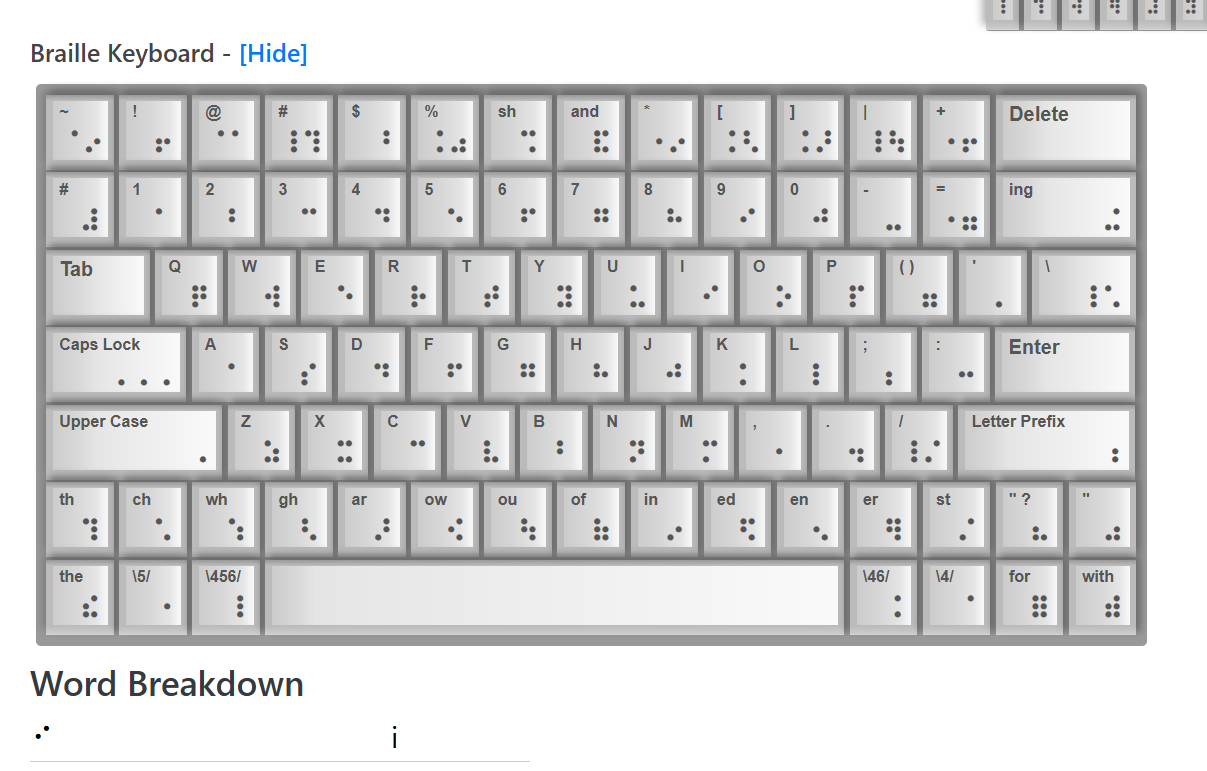 Braille Keyboard - [Hide]
~ ! @ # $ % sh and * [ ] | + Delete
⠈⠔ ⠖ ⠈⠁ ⠸⠹ ⠘ ⠨⠴ ⠩ ⠯ ⠐⠔ ⠨⠣ ⠨⠜ ⠸⠳ ⠐⠖
# 1 2 3 4 5 6 7 8 9 0 - = ing
⠼ ⠁ ⠃ ⠉ ⠙ ⠑ ⠋ ⠛ ⠓ ⠊ ⠚ ⠤ ⠐⠶ ⠬
Tab Q W E R T Y U I O P ( ) ' \
⠟ ⠺ ⠑ ⠗ ⠞ ⠽ ⠥ ⠊ ⠕ ⠏ ⠶ ⠄ ⠸⠡
Caps Lock A S D F G H J K L ; : Enter
⠠⠠⠠ ⠁ ⠎ ⠙ ⠋ ⠛ ⠓ ⠚ ⠅ ⠇ ⠆ ⠒
Upper Case Z X C V B N M , . / Letter Prefix
⠠ ⠵ ⠭ ⠉ ⠧ ⠃ ⠝ ⠍ ⠂ ⠲ ⠸⠌ ⠰
th ch wh gh ar ow ou of in ed en er st " ? "
⠹ ⠡ ⠱ ⠣ ⠜ ⠪ ⠳ ⠷ ⠔ ⠫ ⠢ ⠻ ⠌ ⠦ ⠴
the \5/ \456/ \46/ \4/ for with
⠮ ⠐ ⠸ ⠨ ⠈ ⠿ ⠾
Word Breakdown
⠊ i